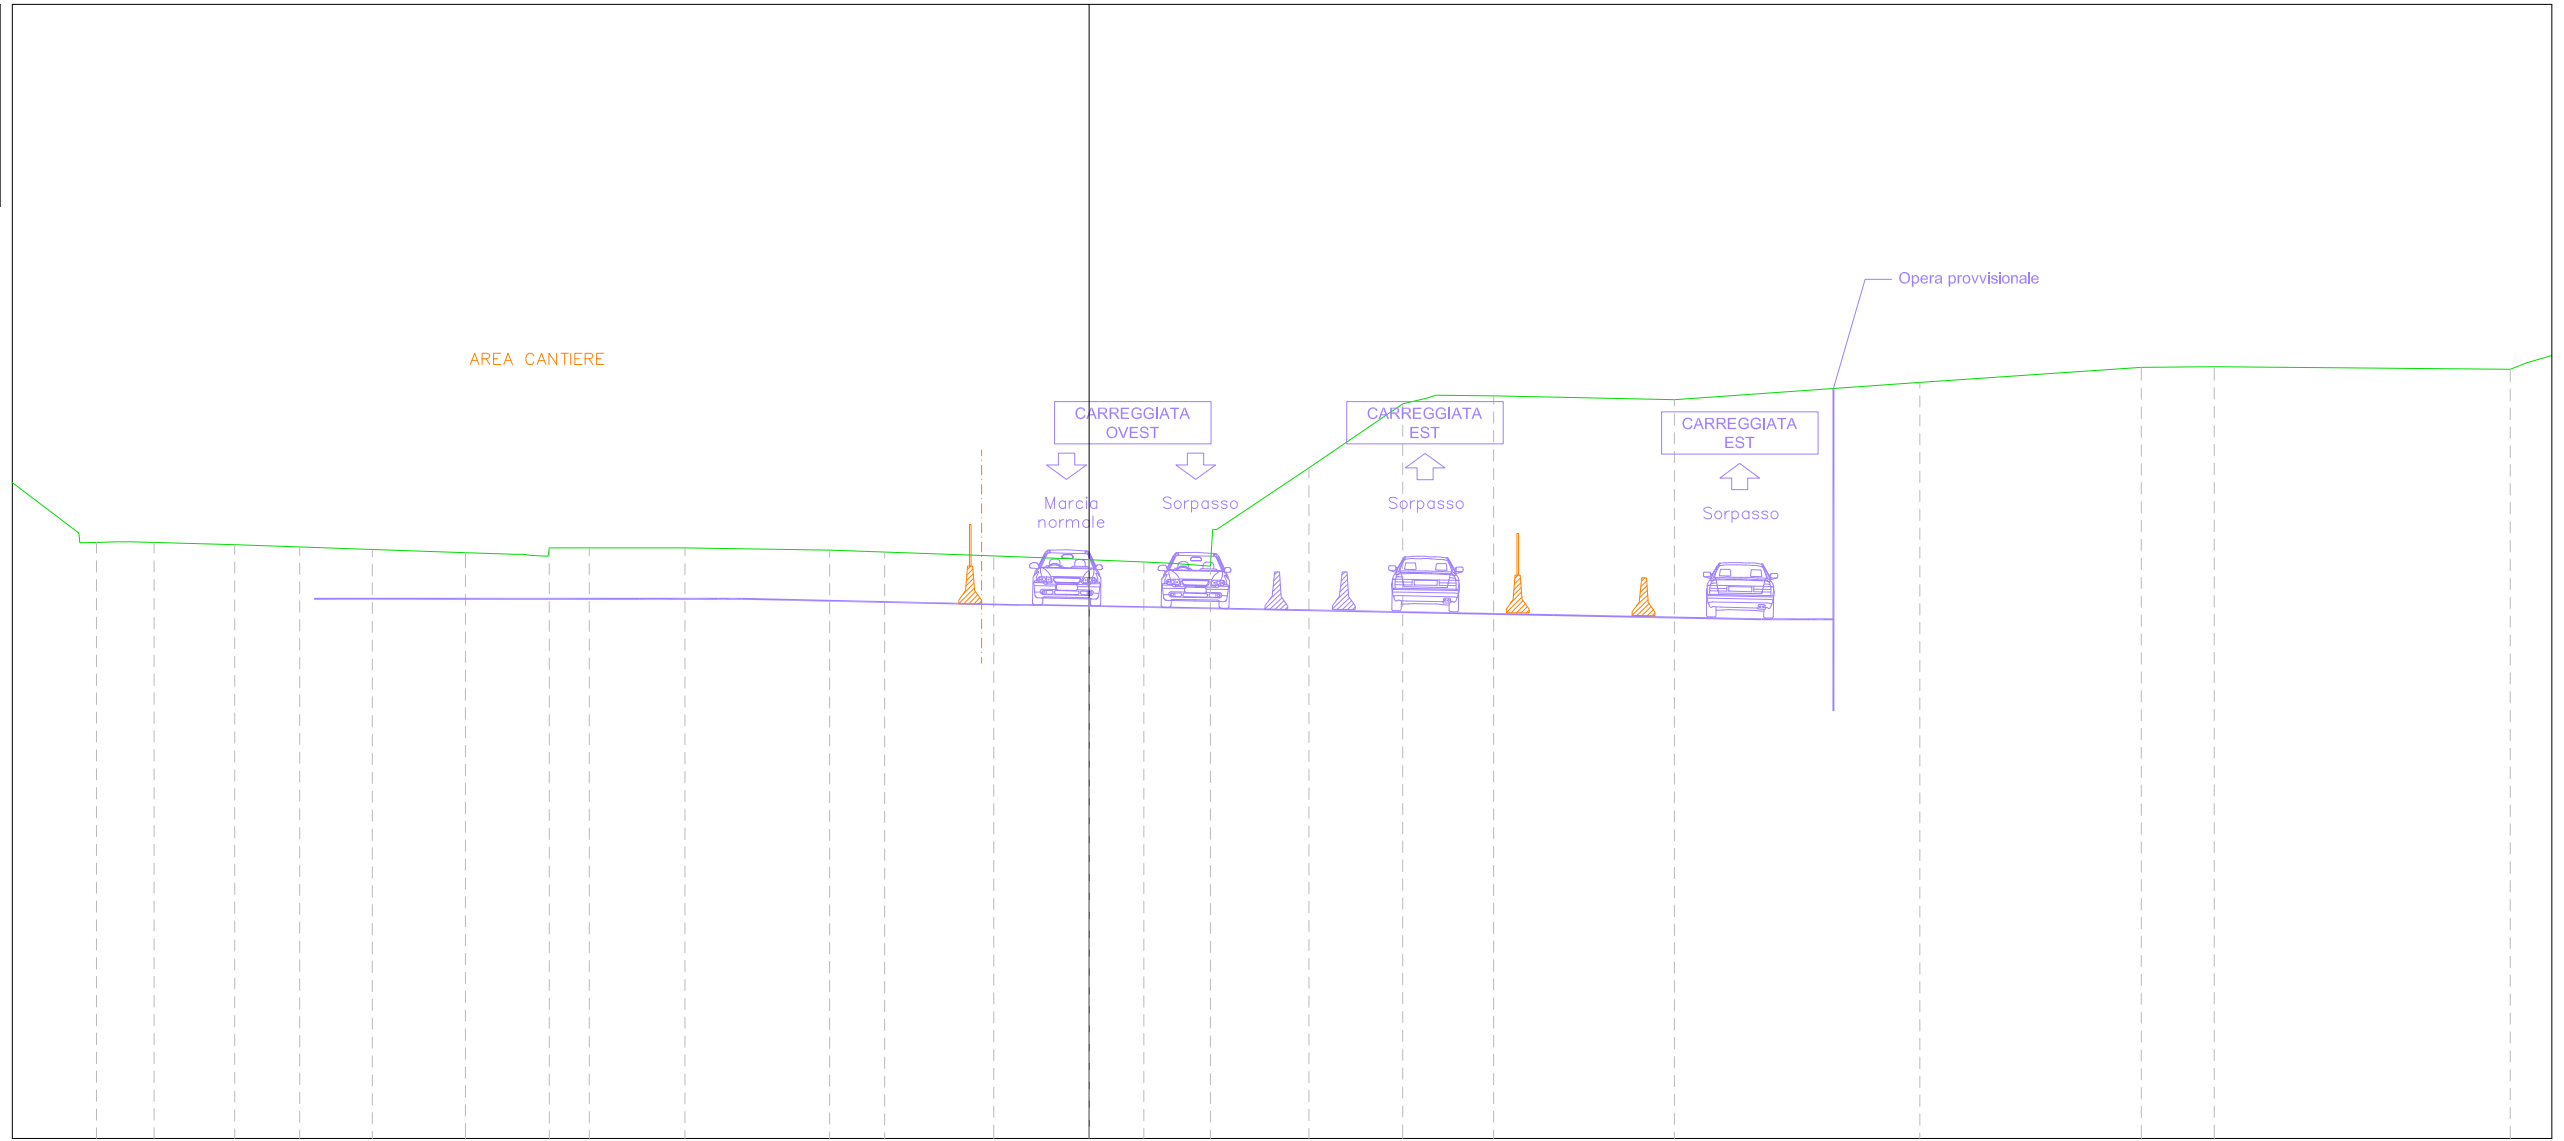 Opera provvisionale
AREA CANTIERE
CARREGGIATA
OVEST
CARREGGIATA
EST
CARREGGIATA
EST
Marcia
normale
Sorpasso
Sorpasso
Sorpasso